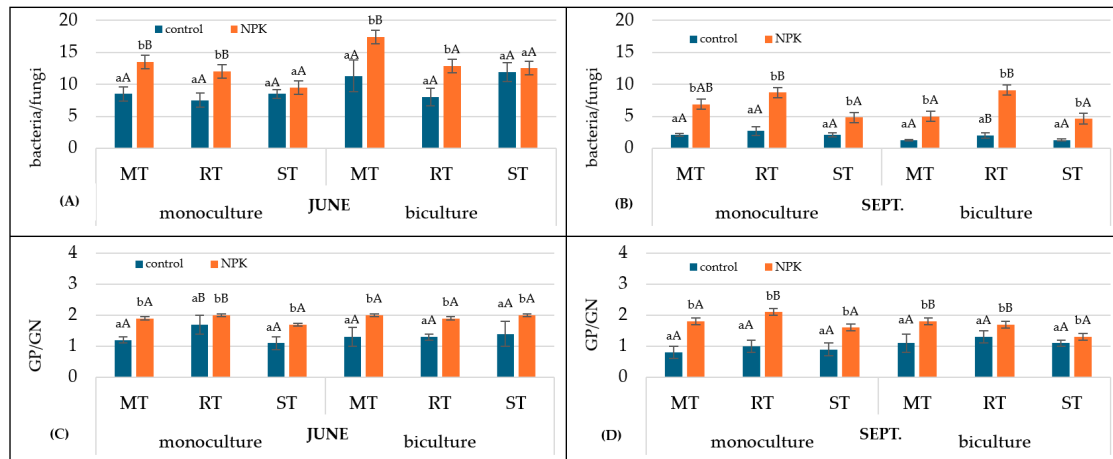 20
15
10
5
0
bacteria/fungi
control NPK
aA bB aA bB aA aA aA bB aA bA aA aA
MT RT ST MT RT ST
(A) monoculture JUNE biculture
20
15
10
5
0
bacteria/fungi
control NPK
aA bAB aA bB aA bA aA bA aB bB aA bA
MT RT ST MT RT ST
(B) monoculture SEPT. biculture
4
3
2
1
0
GP/GN
control NPK
aA bA aB bB aA bA aA bA aA bA aA bA
MT RT ST MT RT ST
(C) monoculture JUNE biculture
4
3
2
1
0
GP/GN
control NPK
aA bA aA bB aA bA aA bB aA bB aA bA
MT RT ST MT RT ST
(D) monoculture SEPT. biculture